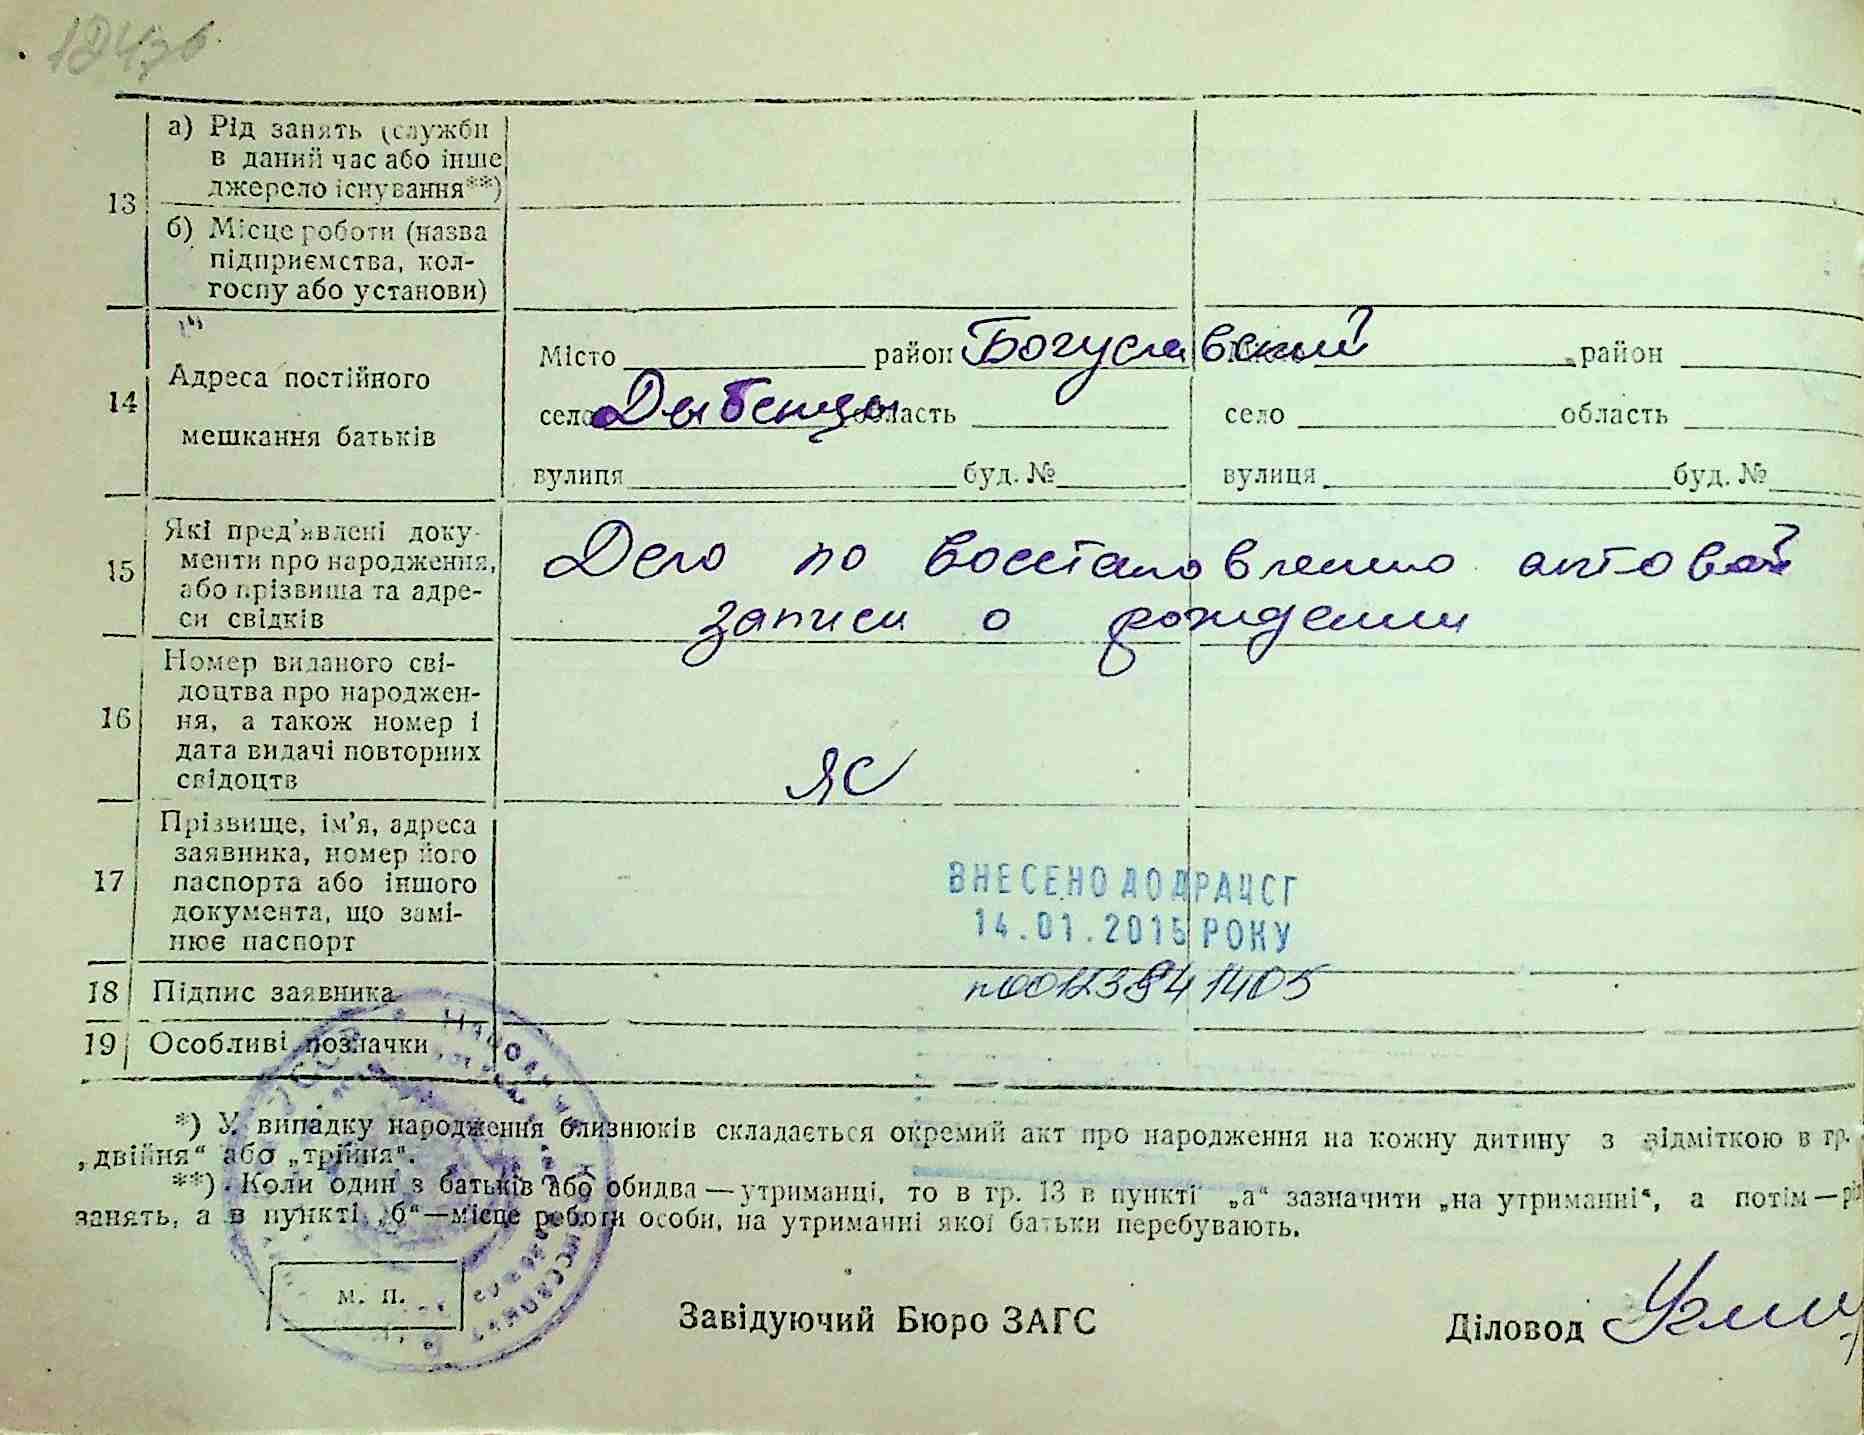 13
а) Рід занять (служби
в даний час або інше
джерело існування**)
б) Місце роботи (назва
підприємства, кол-
госпу або установи)
14
Адреса постійного
мешкання батьків
Місто район Богуславский район
село Дыбенцы область село область
вулиця буд. № вулиця буд. №
15
Які пред'явлені доку-
менти про народження,
або прізвища та адре-
си свідків
Дело по восстановлению актовой
записи о рождении
16
Номер виданого сві-
доцтва про народжен-
ня, а також номер і
дата видачі повторних
свідоцтв
ЯС
17
Прізвище, ім'я, адреса
заявника, номер його
паспорта або іншого
документа, що замі-
нює паспорт
ВНЕСЕНО ДО ДРАЦСГ
14.01.2015 РОКУ
18 Підпис заявника
19 Особливі позначки
*) У випадку народження близнюків складається окремий акт про народження на кожну дитину з відміткою в гр.
„двійня“ або „трійня“.
**) Коли один з батьків або обидва — утриманці, то в гр. 13 в пункті „а“ зазначити „на утриманні“, а потім —
занять, а в пункті „б“—місце роботи особи, на утриманні якої батьки перебувають.
м. п.
Завідуючий Бюро ЗАГС
Діловод